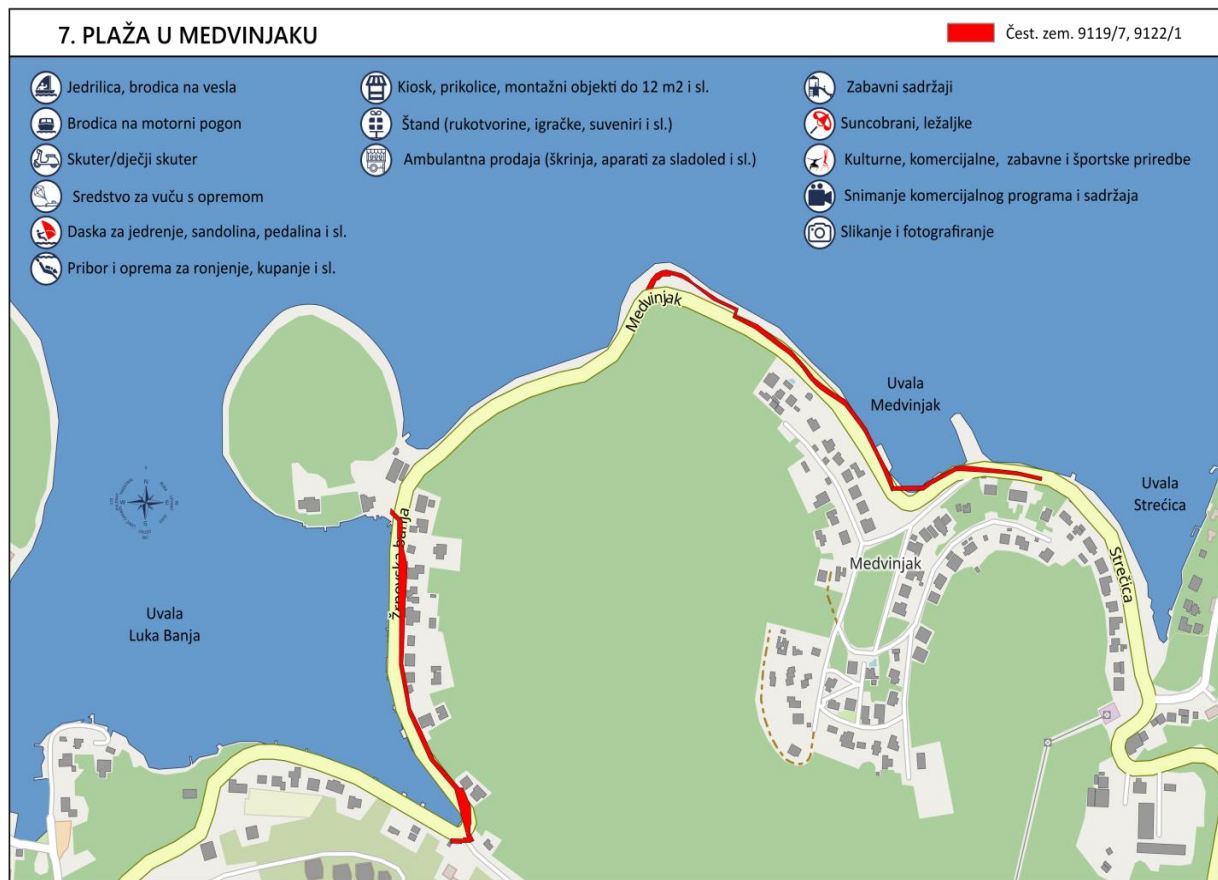 7. PLAŽA U MEDVINJAKU
Čest. zem. 9119/7, 9122/1
Jedrilica, brodica na vesla
Brodica na motorni pogon
Skuter/dječji skuter
Sredstvo za vuču s opremom
Daska za jedrenje, sandolina, pedalina i sl.
Pribor i oprema za ronjenje, kupanje i sl.
Kiosk, prikolice, montažni objekti do 12 m2 i sl.
Štand (rukotvorine, igračke, suveniri i sl.)
Ambulantna prodaja (škrinja, aparati za sladoled i sl.)
Zabavni sadržaji
Suncobrani, ležaljke
Kulturne, komercijalne, zabavne i športske priredbe
Snimanje komercijalnog programa i sadržaja
Slikanje i fotografiranje
Medvinjak
Uvala
Medvinjak
Uvala
Strećica
N
W
E
S
Žrnovska banja
Medvinjak
Strečica
Uvala
Luka Banja